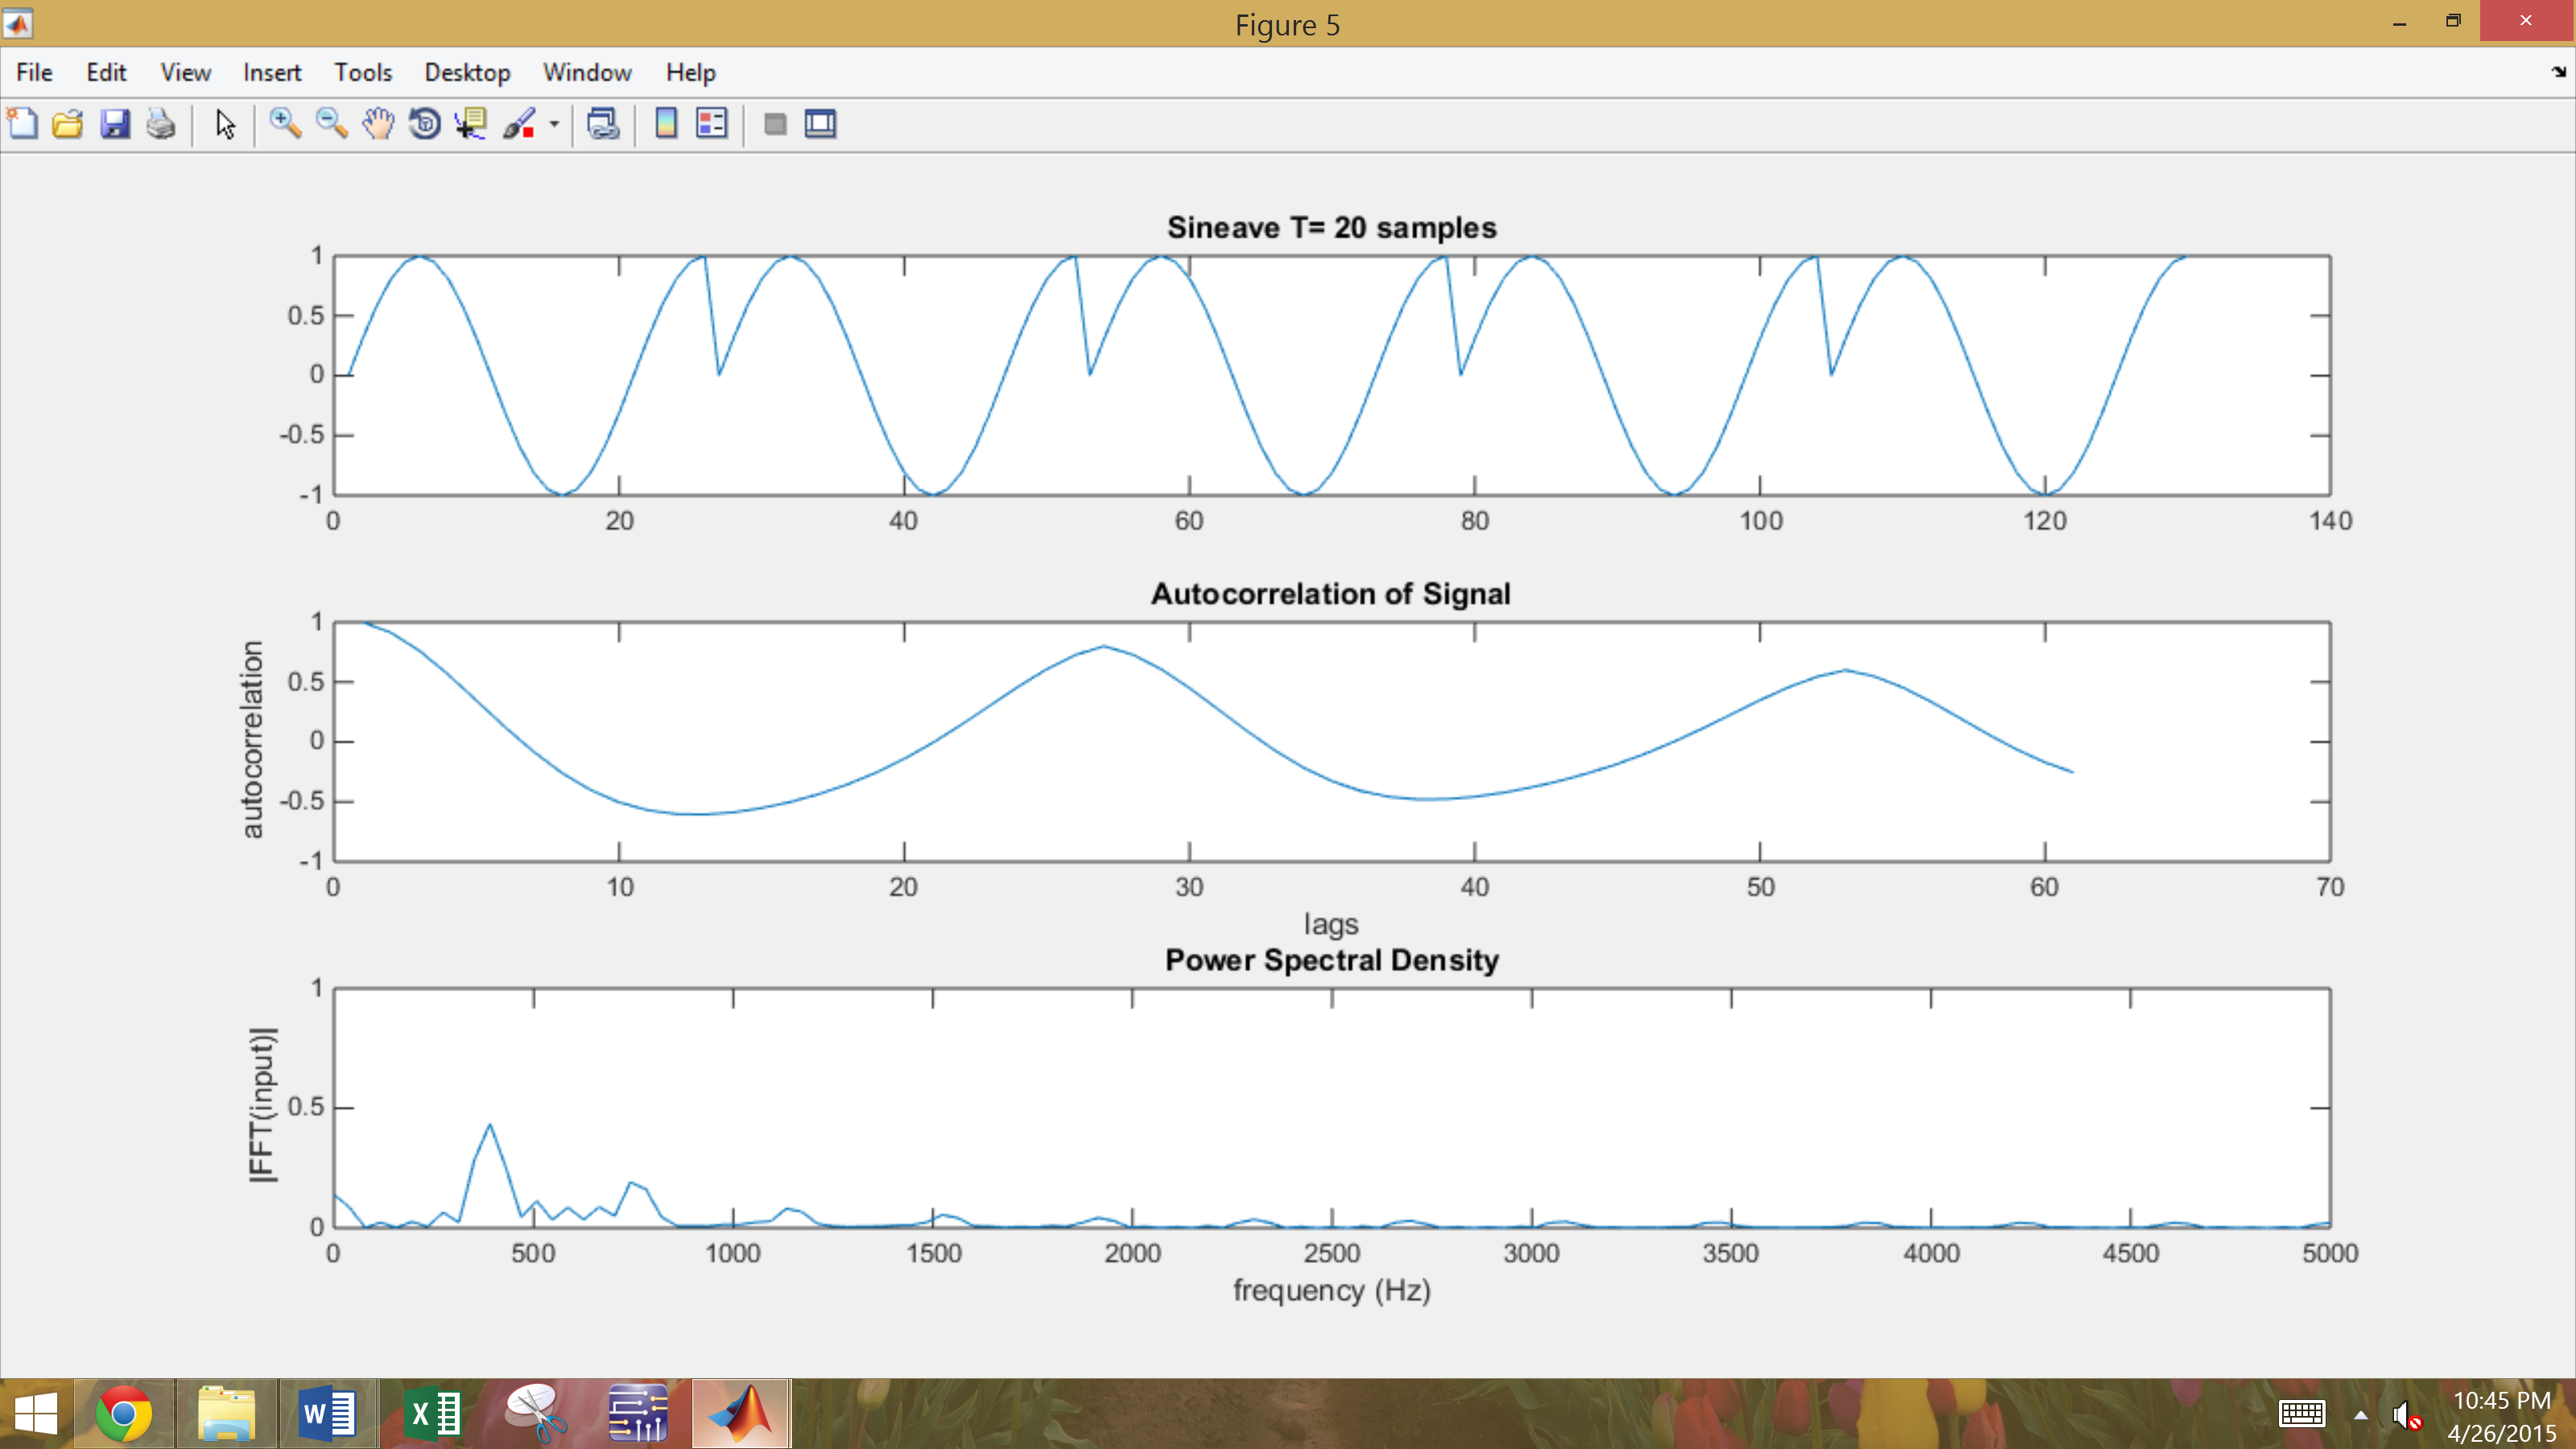 Figure 5
File Edit View Insert Tools Desktop Window Help
Sineave T= 20 samples
1
0.5
0
-0.5
-1
0 20 40 60 80 100 120 140
Autocorrelation of Signal
autocorrelation
1
0.5
0
-0.5
-1
0 10 20 30 40 50 60 70
lags
Power Spectral Density
|FFT(input)|
1
0.5
0
0 500 1000 1500 2000 2500 3000 3500 4000 4500 5000
frequency (Hz)
10:45 PM
4/26/2015